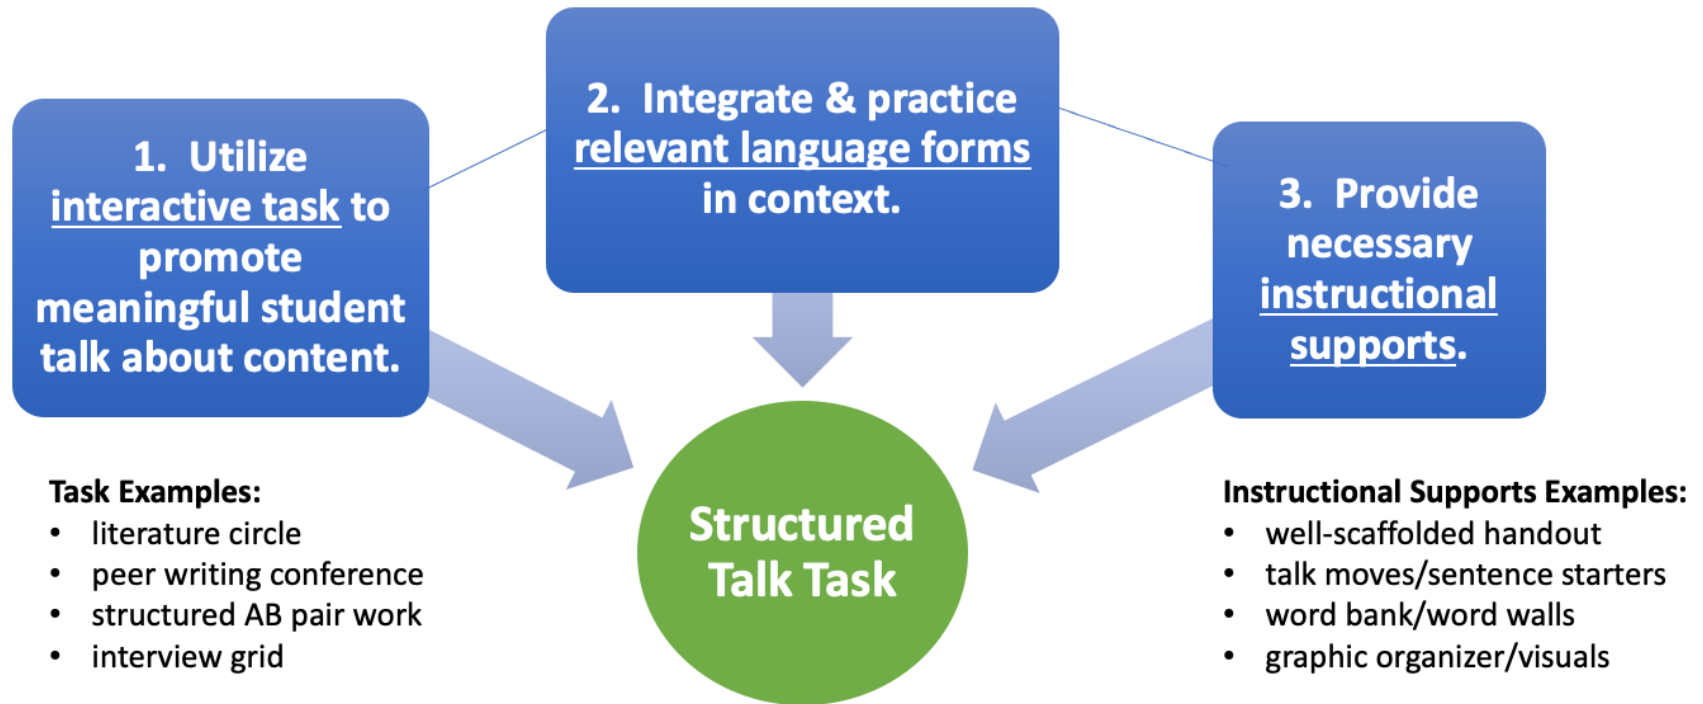 1. Utilize
interactive task to
promote
meaningful student
talk about content.
2. Integrate & practice
relevant language forms
in context.
3. Provide
necessary
instructional
supports.
Structured
Talk Task
Task Examples:
• literature circle
• peer writing conference
• structured AB pair work
• interview grid
Instructional Supports Examples:
• well-scaffolded handout
• talk moves/sentence starters
• word bank/word walls
• graphic organizer/visuals